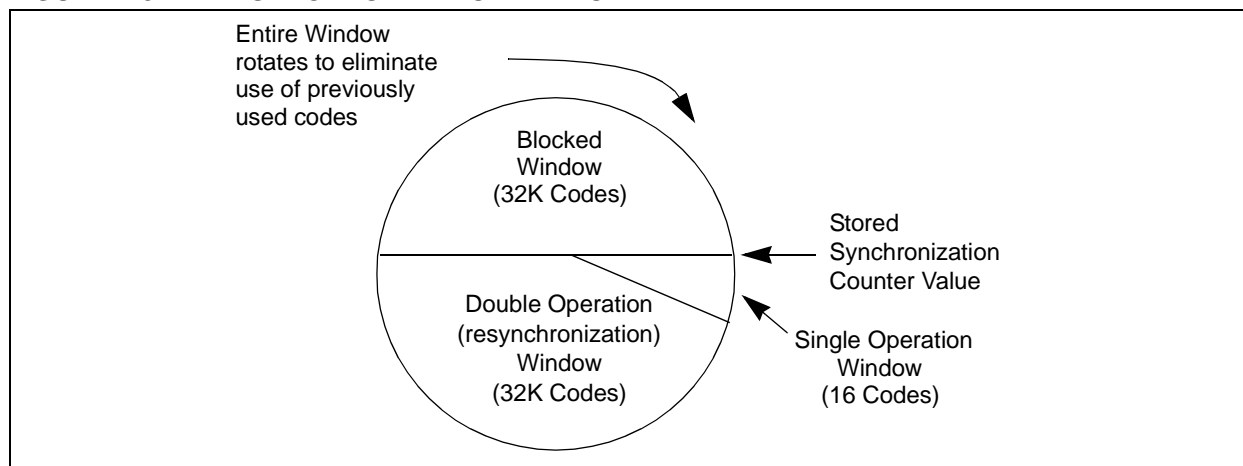 Entire Window
rotates to eliminate
use of previously
used codes
Blocked
Window
(32K Codes)
Stored
Synchronization
Counter Value
Double Operation
(resynchronization)
Window
(32K Codes)
Single Operation
Window
(16 Codes)